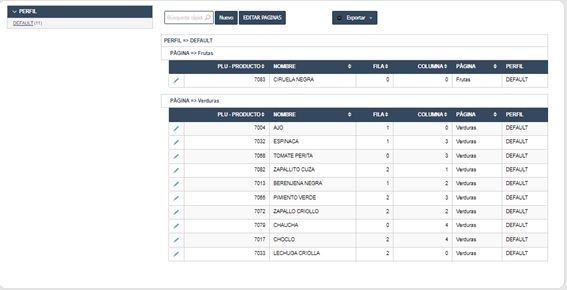 PERFIL
DEFAULT (11)
Búsqueda rápida
Nuevo
EDITAR PAGINAS
Exportar
PERFIL => DEFAULT
PÁGINA => Frutas
PLU - PRODUCTO NOMBRE FILA COLUMNA PÁGINA PERFIL
7083 CIRUELA NEGRA 0 0 Frutas DEFAULT
PÁGINA => Verduras
PLU - PRODUCTO NOMBRE FILA COLUMNA PÁGINA PERFIL
7004 AJO 1 0 Verduras DEFAULT
7032 ESPINACA 1 3 Verduras DEFAULT
7068 TOMATE PERITA 0 3 Verduras DEFAULT
7082 ZAPALLITO CUZA 2 1 Verduras DEFAULT
7013 BERENJENA NEGRA 1 2 Verduras DEFAULT
7066 PIMIENTO VERDE 2 3 Verduras DEFAULT
7072 ZAPALLO CRIOLLO 2 2 Verduras DEFAULT
7079 CHAUCHA 0 4 Verduras DEFAULT
7017 CHOCLO 2 4 Verduras DEFAULT
7033 LECHUGA CRIOLLA 2 0 Verduras DEFAULT